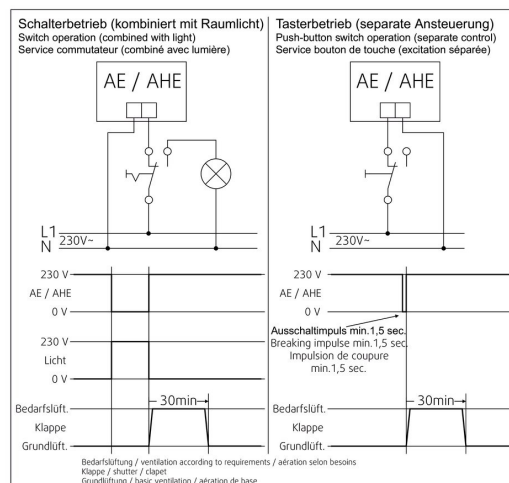 Schalterbetrieb (kombiniert mit Raumlicht)
Switch operation (combined with light)
Service commutateur (combiné avec lumière)
AE / AHE
L1
N 230V~
230 V
AE / AHE
0 V
230 V
Licht
0 V
30min
Bedarfslüft.
Klappe
Grundlüft.
Tasterbetrieb (separate Ansteuerung)
Push-button switch operation (separate control)
Service bouton de touche (excitation séparée)
AE / AHE
L1
N 230V~
230 V
AE / AHE
0 V
Ausschaltimpuls min.1,5 sec.
Breaking impulse min.1,5 sec.
Impulsion de coupure
min.1,5 sec.
30min
Bedarfslüft.
Klappe
Grundlüft.
Bedarfslüftung / ventilation according to requirements / aération selon besoins
Klappe / shutter / clapet
Grundlüftung / basic ventilation / aération de base